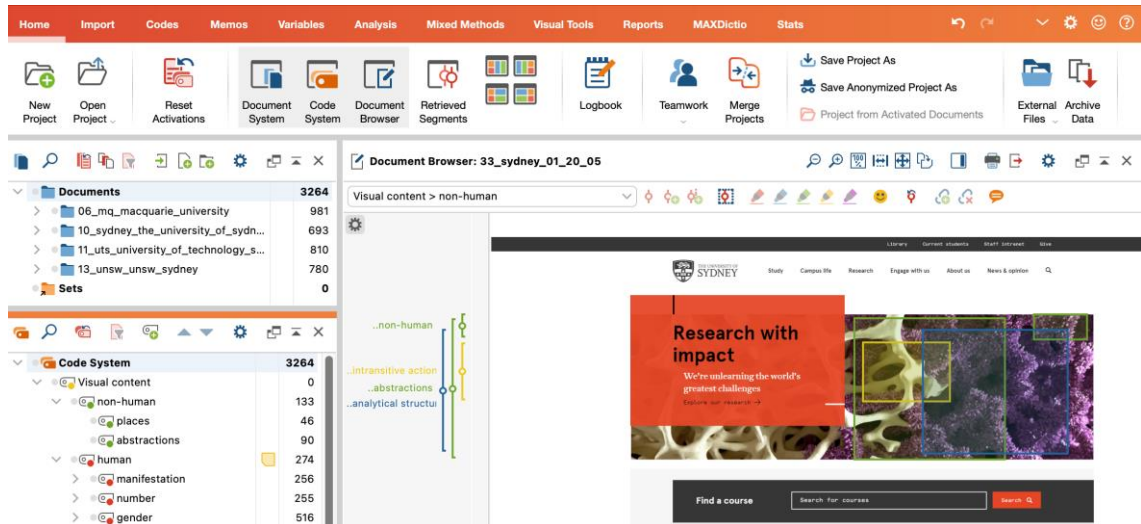 Home Import Codes Memos Variables Analysis Mixed Methods Visual Tools Reports MAXDictio Stats
New Project
Open Project
Reset Activations
Document System
Code System
Document Browser
Retrieved Segments
Logbook
Teamwork
Merge Projects
Save Project As
Save Anonymized Project As
Project from Activated Documents
External Files
Archive Data
Documents 3264
06_mq_macquarie_university 981
10_sydney_the_university_of_sydn... 693
11_uts_university_of_technology_s... 810
13_unsw_unsw_sydney 780
Sets 0
Code System 3264
Visual content 0
non-human 133
places 46
abstractions 90
human 274
manifestation 256
number 255
gender 516
Document Browser: 33_sydney_01_20_05
Visual content > non-human
..non-human
..intransitive action
..abstractions
..analytical structur
Library Current students Staff intranet Give
THE UNIVERSITY OF
SYDNEY
Study Campus life Research Engage with us About us News & opinion
Research with
impact
We're unlearning the world's
greatest challenges
Explore our research →
Find a course Search for courses Search